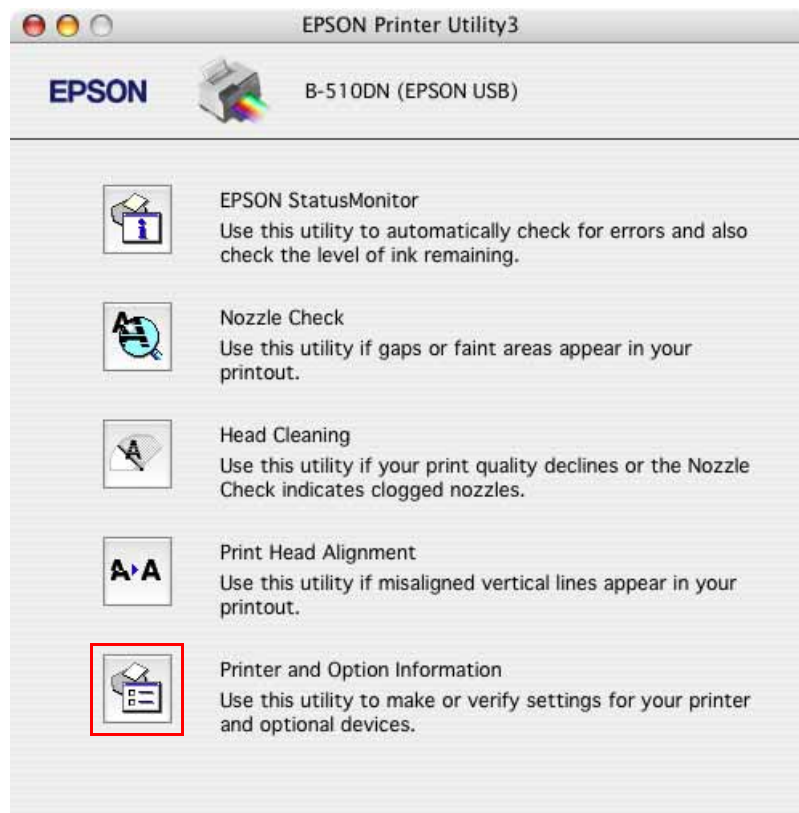 EPSON Printer Utility3
EPSON
B-510DN (EPSON USB)
EPSON StatusMonitor
Use this utility to automatically check for errors and also
check the level of ink remaining.
Nozzle Check
Use this utility if gaps or faint areas appear in your
printout.
Head Cleaning
Use this utility if your print quality declines or the Nozzle
Check indicates clogged nozzles.
Print Head Alignment
Use this utility if misaligned vertical lines appear in your
printout.
Printer and Option Information
Use this utility to make or verify settings for your printer
and optional devices.